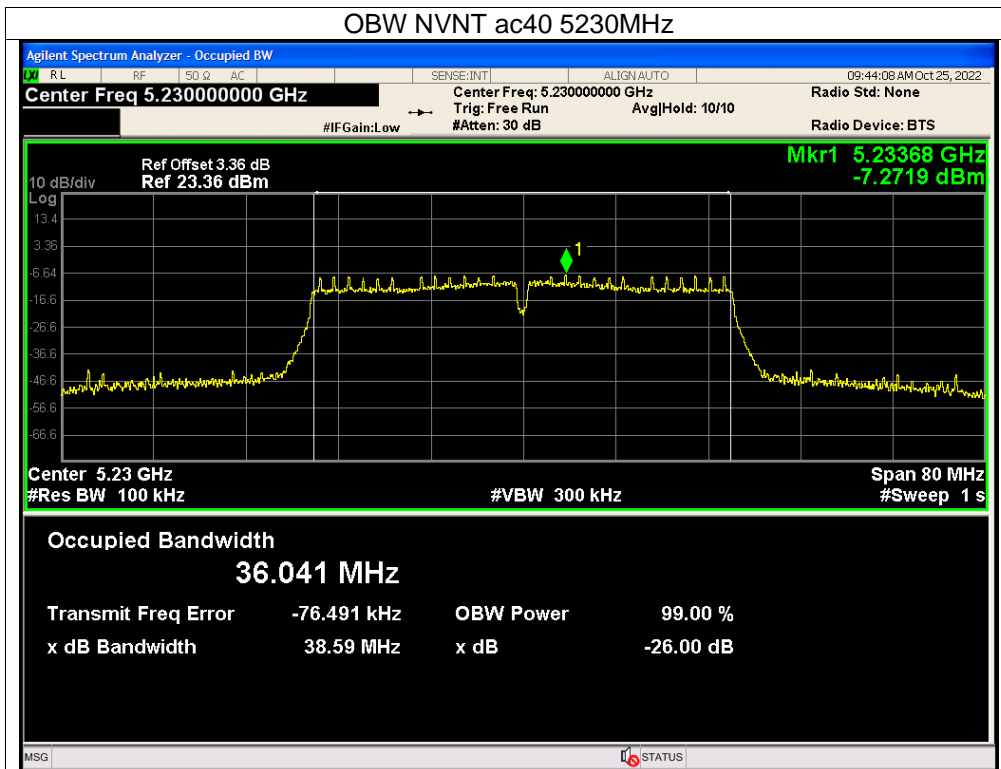 OBW NVNT ac40 5230MHz
Agilent Spectrum Analyzer - Occupied BW
LXI RL RF 50 Ω AC SENSE:INT ALIGN AUTO 09:44:08 AM Oct 25, 2022
Center Freq 5.230000000 GHz
Center Freq: 5.230000000 GHz
Radio Std: None
Trig: Free Run Avg|Hold: 10/10
#IFGain:Low #Atten: 30 dB Radio Device: BTS
Mkr1 5.23368 GHz
-7.2719 dBm
Ref Offset 3.36 dB
10 dB/div Ref 23.36 dBm
Log
13.4
3.36
-6.64
-16.6
-26.6
-36.6
-46.6
-56.6
-66.6
1
Center 5.23 GHz Span 80 MHz
#Res BW 100 kHz #VBW 300 kHz #Sweep 1 s
Occupied Bandwidth
36.041 MHz
Transmit Freq Error -76.491 kHz OBW Power 99.00 %
x dB Bandwidth 38.59 MHz x dB -26.00 dB
MSG STATUS